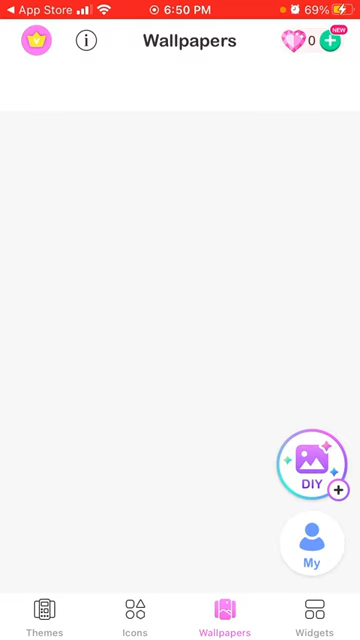 App Store 6:50 PM 69%
Wallpapers 0 NEW
DIY
My
Themes Icons Wallpapers Widgets